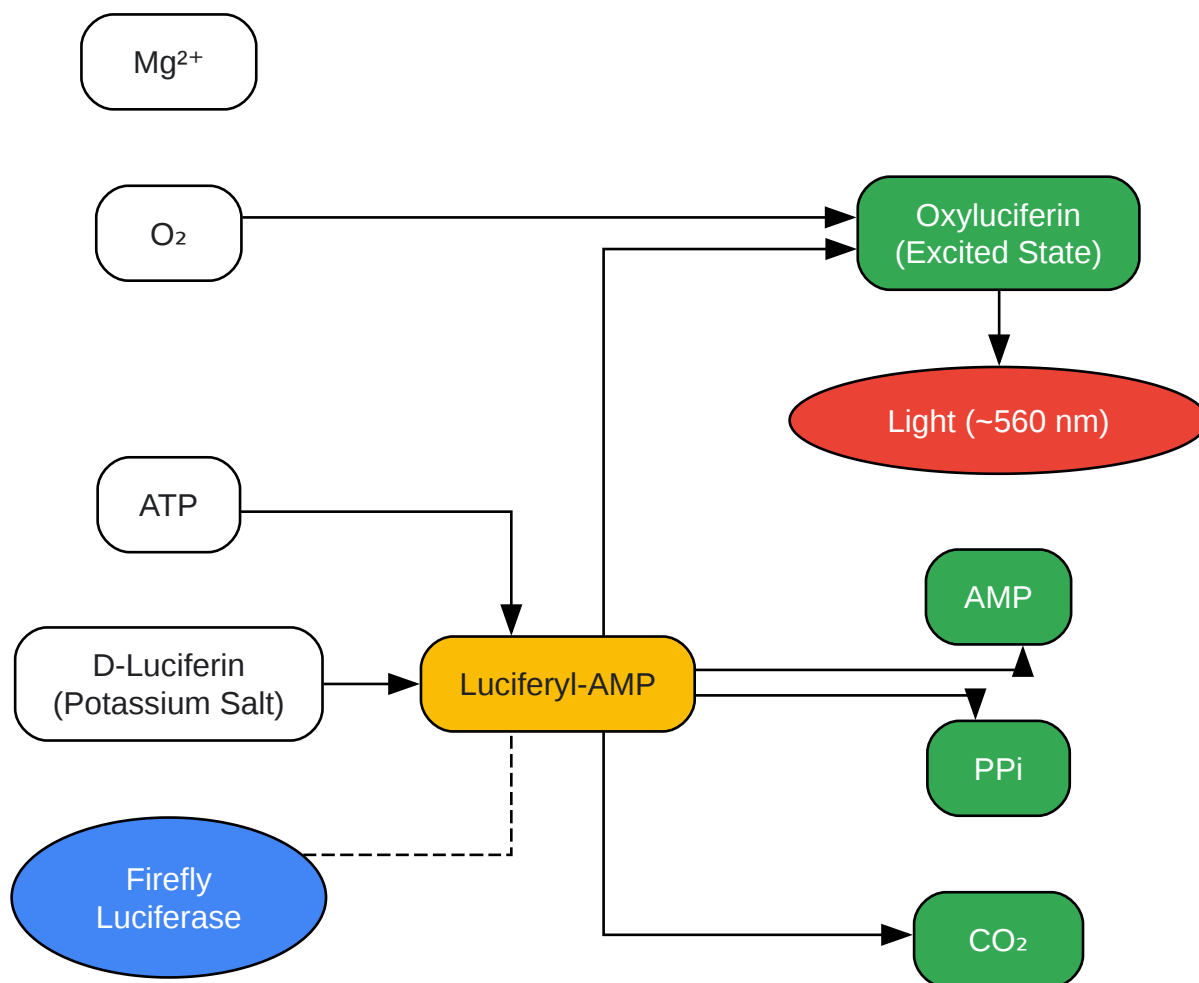 Mg²⁺
O₂
Oxyluciferin
(Excited State)
Light (~560 nm)
ATP
AMP
D-Luciferin
(Potassium Salt)
Luciferyl-AMP
PPi
Firefly
Luciferase
CO₂